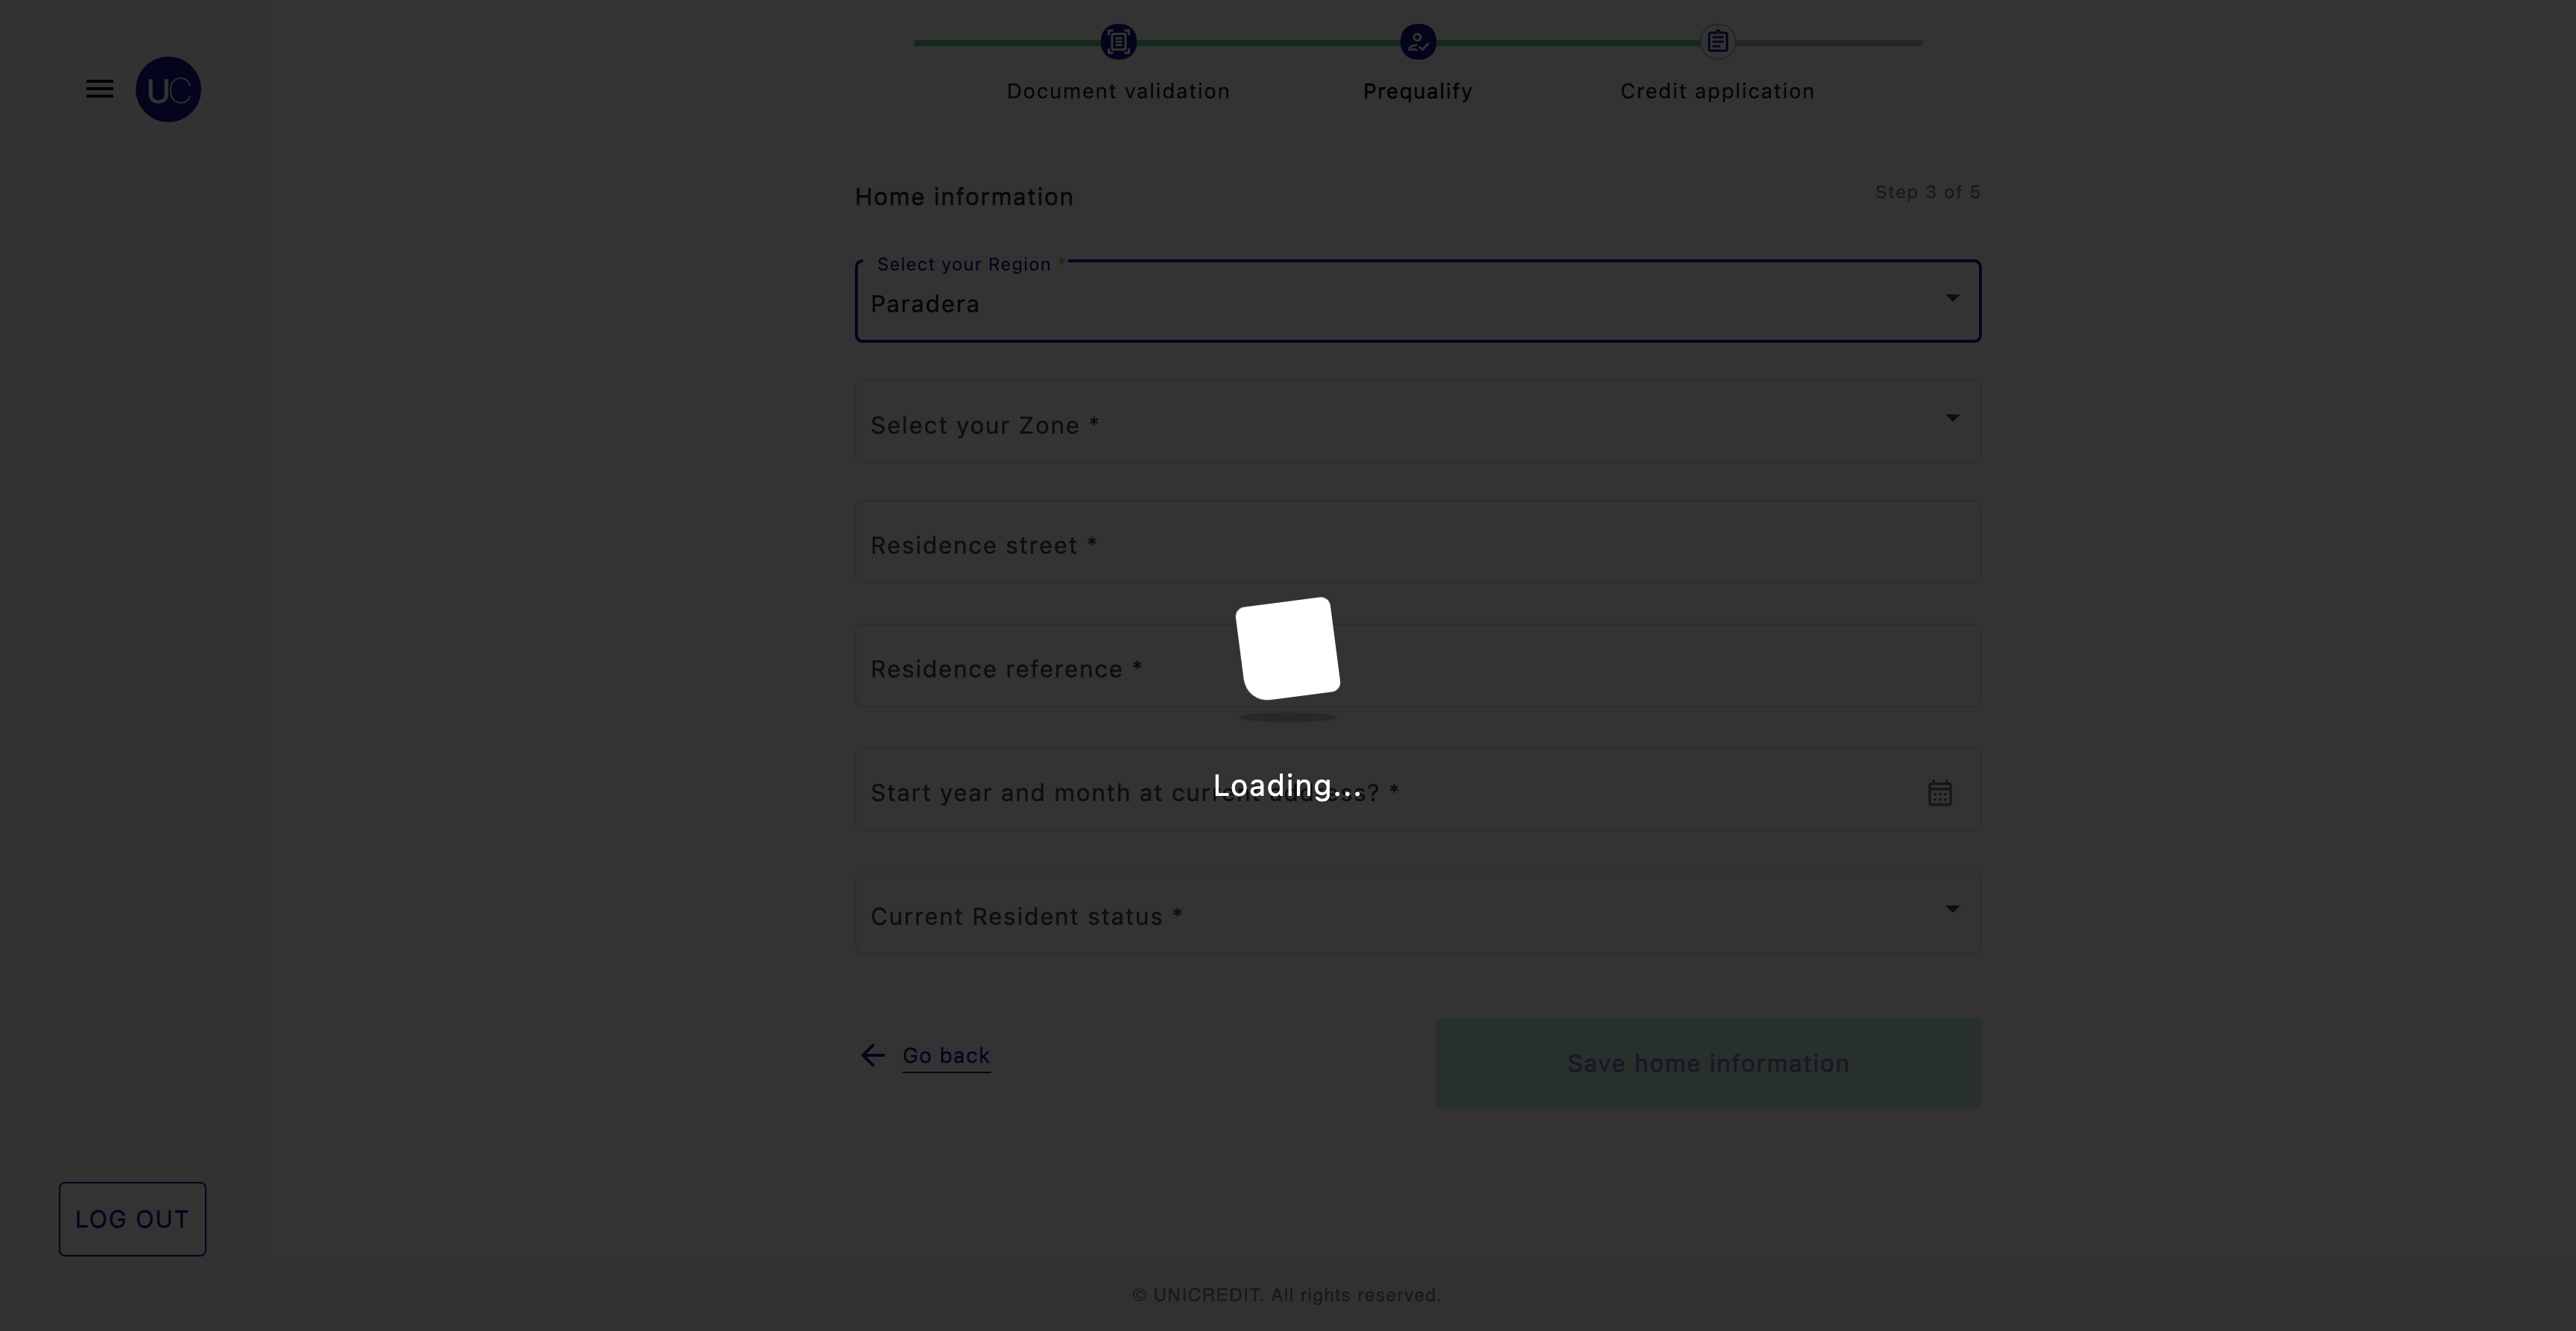 UC
Document validation
Prequalify
Credit application
Home information
Step 3 of 5
Select your Region *
Paradera
Select your Zone *
Residence street *
Residence reference *
Start year and month at current address? *
Loading...
Current Resident status *
Go back
Save home information
LOG OUT
© UNICREDIT. All rights reserved.